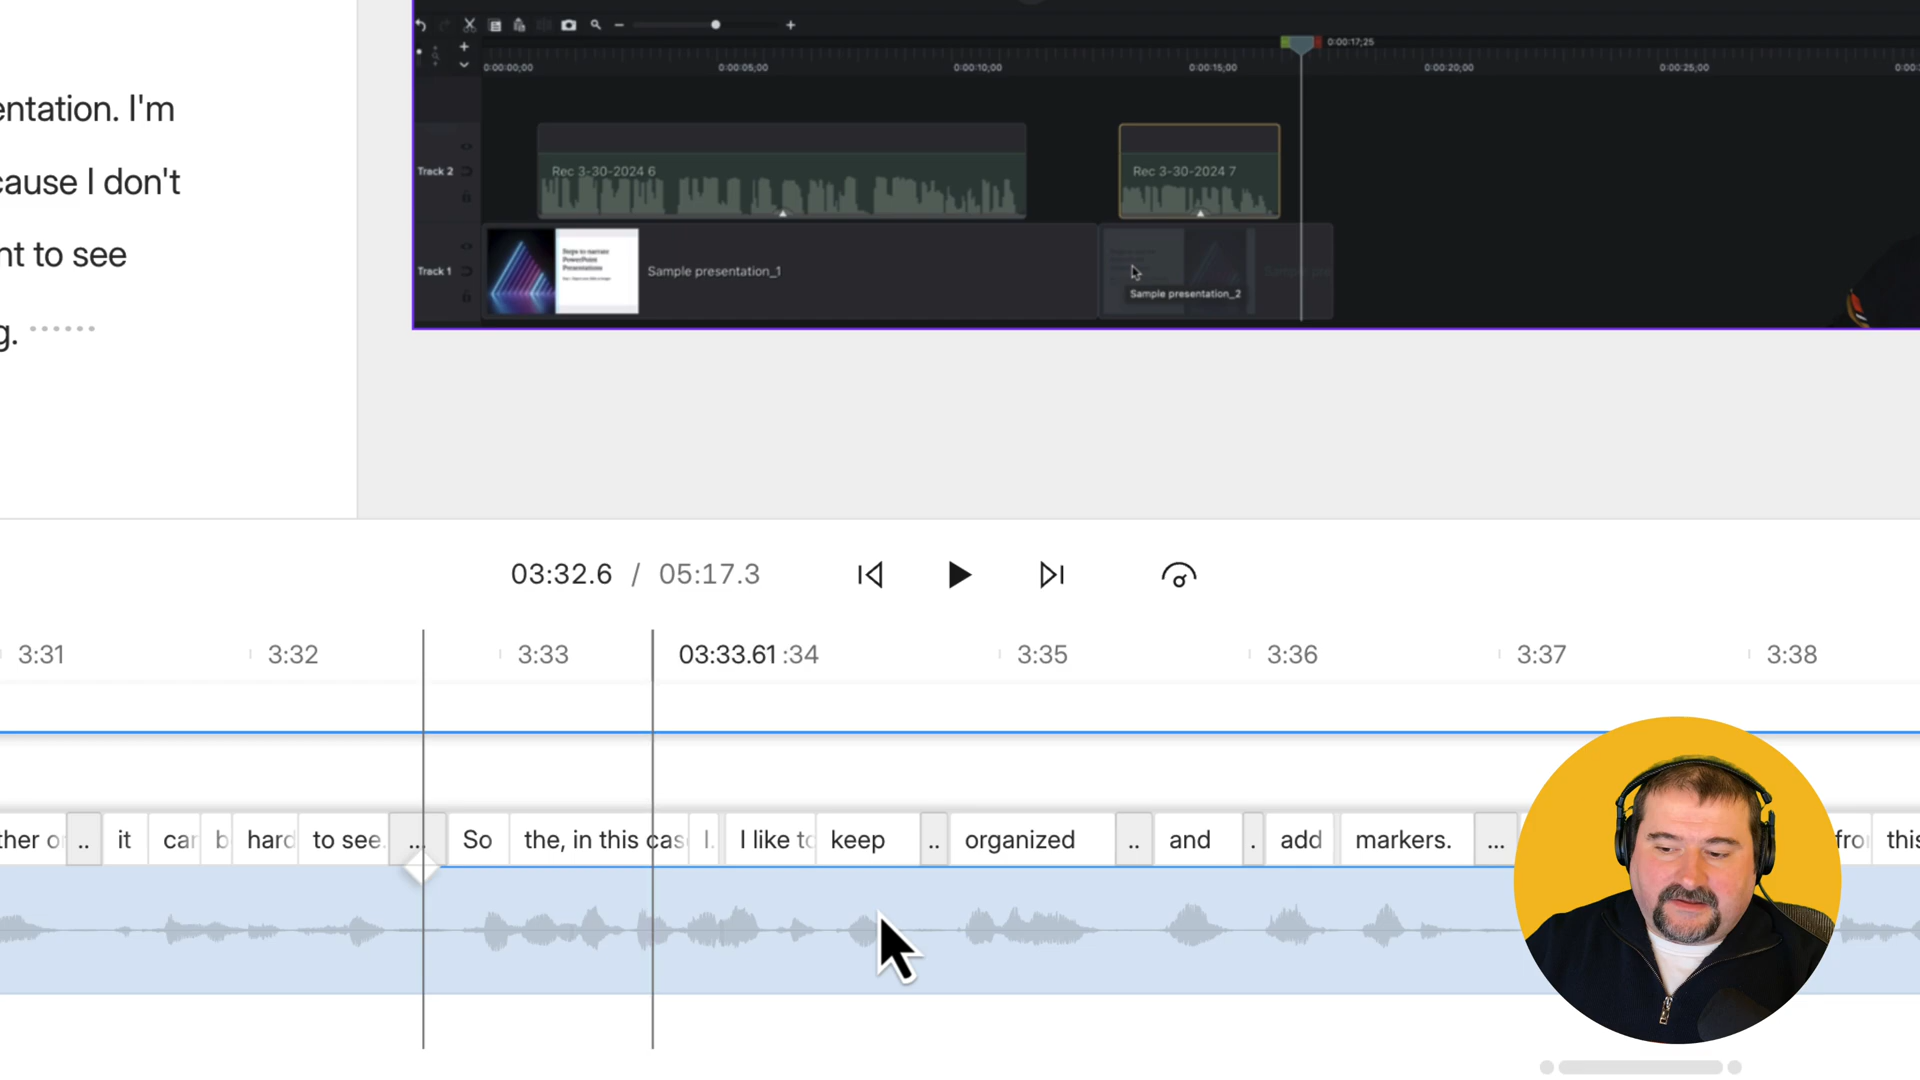 entation. I'm
cause I don't
nt to see
g.
0:00:17;25
0:00:00;00
0:00:05;00
0:00:10;00
0:00:15;00
0:00:20;00
0:00:25;00
0:00:
Track 2
Rec 3-30-2024 6
Rec 3-30-2024 7
Track 1
Steps to narrate
PowerPoint
Presentations
Sample presentation_1
Sample presentation_2
03:32.6 / 05:17.3
3:31
3:32
3:33
03:33.61
:34
3:35
3:36
3:37
3:38
ther o
..
it
car
b
hard
to see.
...
So
the, in this cas
I.
I like to
keep
..
organized
..
and
.
add
markers.
...
fro
this